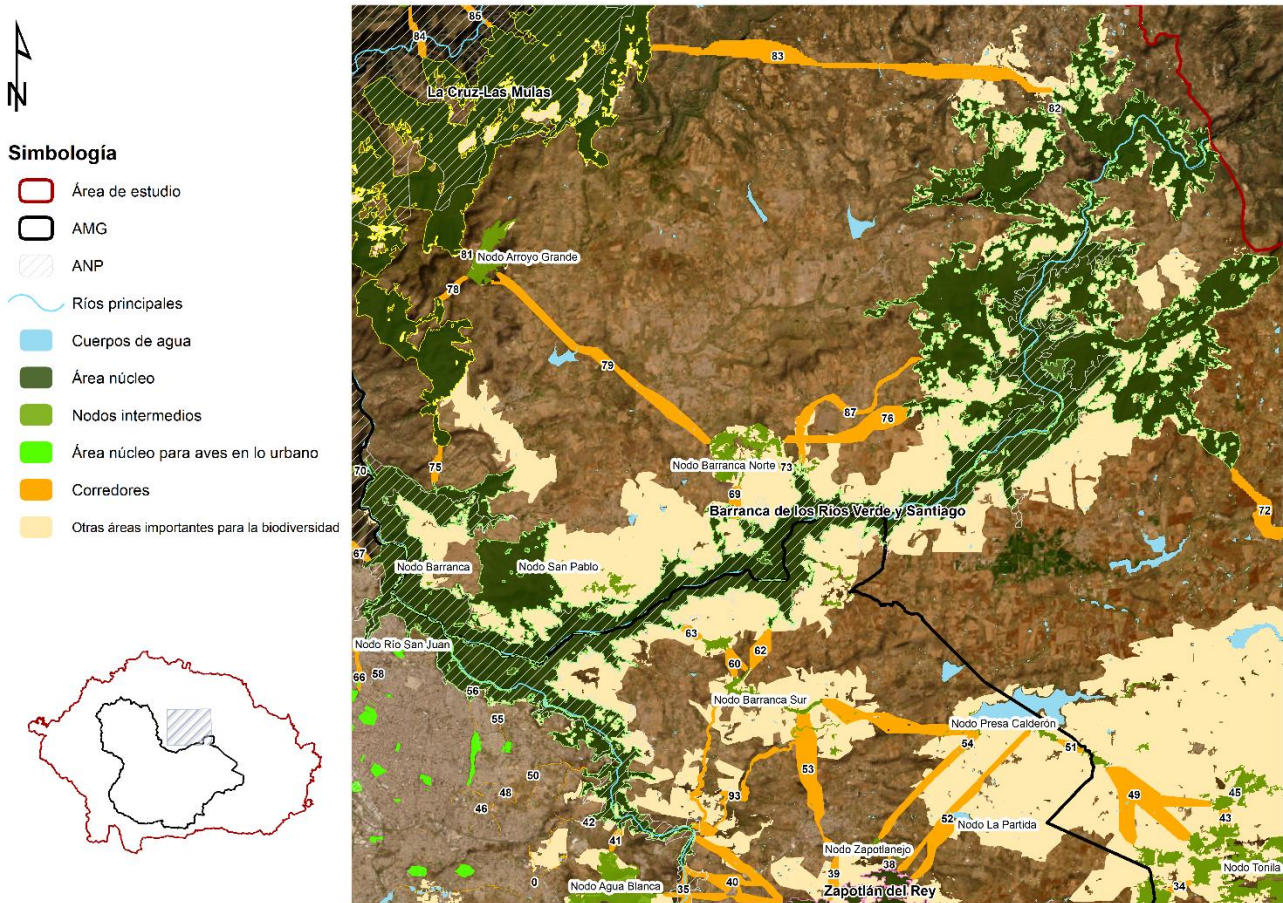 N
Simbología
Área de estudio
AMG
ANP
Ríos principales
Cuerpos de agua
Área núcleo
Nodos intermedios
Área núcleo para aves en lo urbano
Corredores
Otras áreas importantes para la biodiversidad
85
84
83
La Cruz-Las Mulas
82
81
Nodo Arroyo Grande
78
79
87
76
Nodo Barranca Norte
73
75
70
69
72
Barranca de los Ríos Verde y Santiago
67
Nodo Barranca
Nodo San Pablo
63
62
Nodo Río San Juan
60
58
66
56
Nodo Barranca Sur
55
Nodo Presa Calderón
54
51
53
50
49
48
93
45
46
43
42
52
Nodo La Partida
41
Nodo Zapotlanejo
38
39
Nodo Tonila
0
Nodo Agua Blanca
35
40
34
Zapotlán del Rey